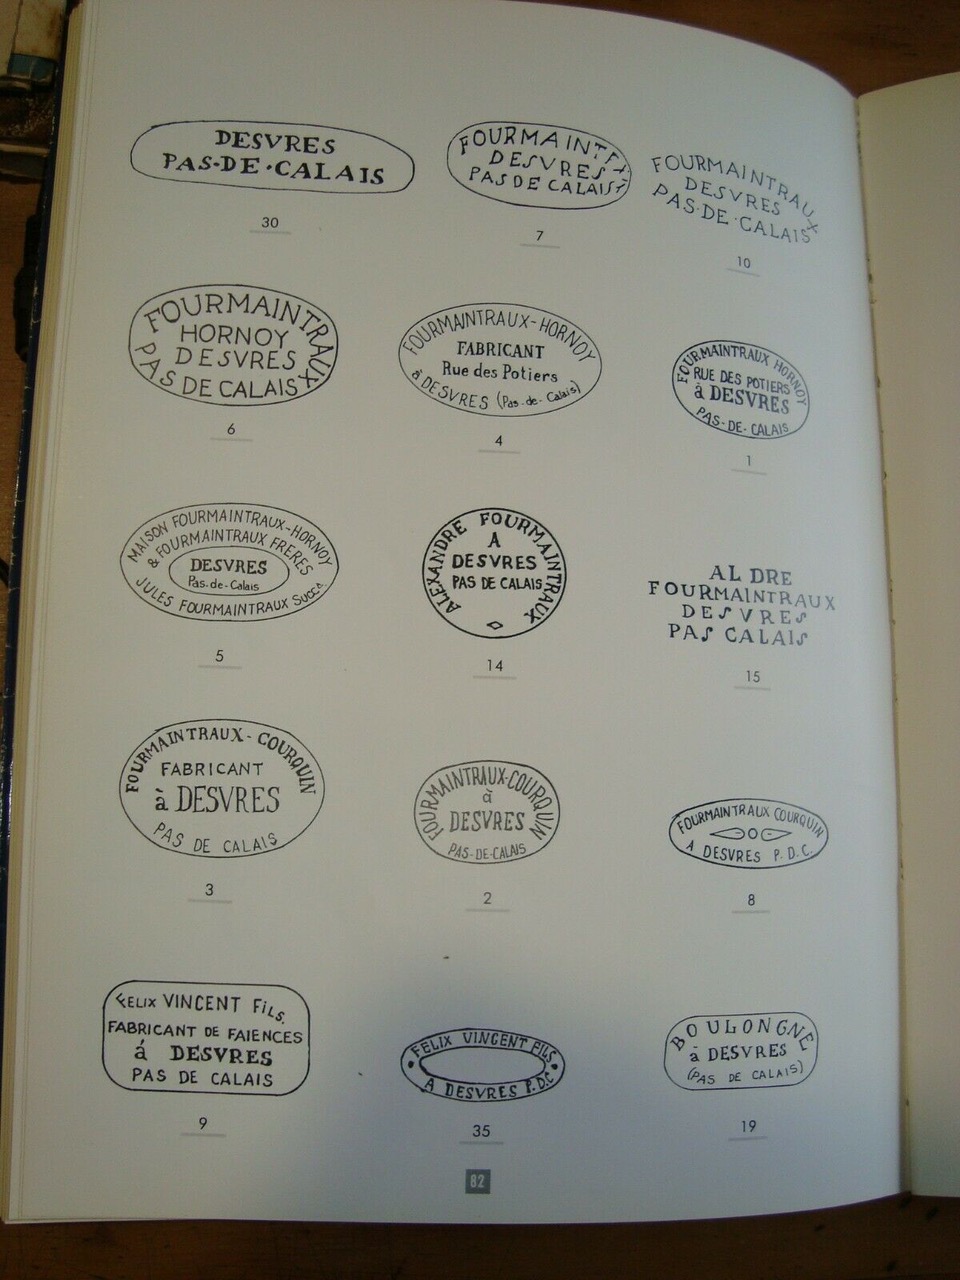 DESVRES
PAS-DE-CALAIS
30
FOURMAINTRX
DESVRES
PAS DE CALAIS
7
FOURMAINTRAUX
DESVRES
PAS-DE-CALAIS
10
FOURMAINTRAUX
HORNOY
DESVRES
PAS DE CALAIS
6
FOURMAINTRAUX-HORNOY
FABRICANT
Rue des Potiers
à DESVRES (Pas-de-Calais)
4
FOURMAINTRAUX HORNOY
RUE DES POTIERS
à DESVRES
PAS-DE-CALAIS
1
MAISON FOURMAINTRAUX-HORNOY
& FOURMAINTRAUX FRERES
DESVRES
Pas-de-Calais
JULES FOURMAINTRAUX Succr.
5
ALEXANDRE FOURMAINTRAUX
A
DESVRES
PAS DE CALAIS
14
AL DRE
FOURMAINTRAUX
DESVRES
PAS CALAIS
15
FOURMAINTRAUX-COURQUIN
FABRICANT
à DESVRES
PAS DE CALAIS
3
FOURMAINTRAUX-COURQUIN
à
DESVRES
PAS-DE-CALAIS
2
FOURMAINTRAUX COURQUIN
A DESVRES P.D.C.
8
FELIX VINCENT FILS.
FABRICANT DE FAIENCES
á DESVRES
PAS DE CALAIS
9
FELIX VINCENT FILS
A DESVRES P.D.C
35
BOULONGNE
à DESVRES
(PAS DE CALAIS)
19
82